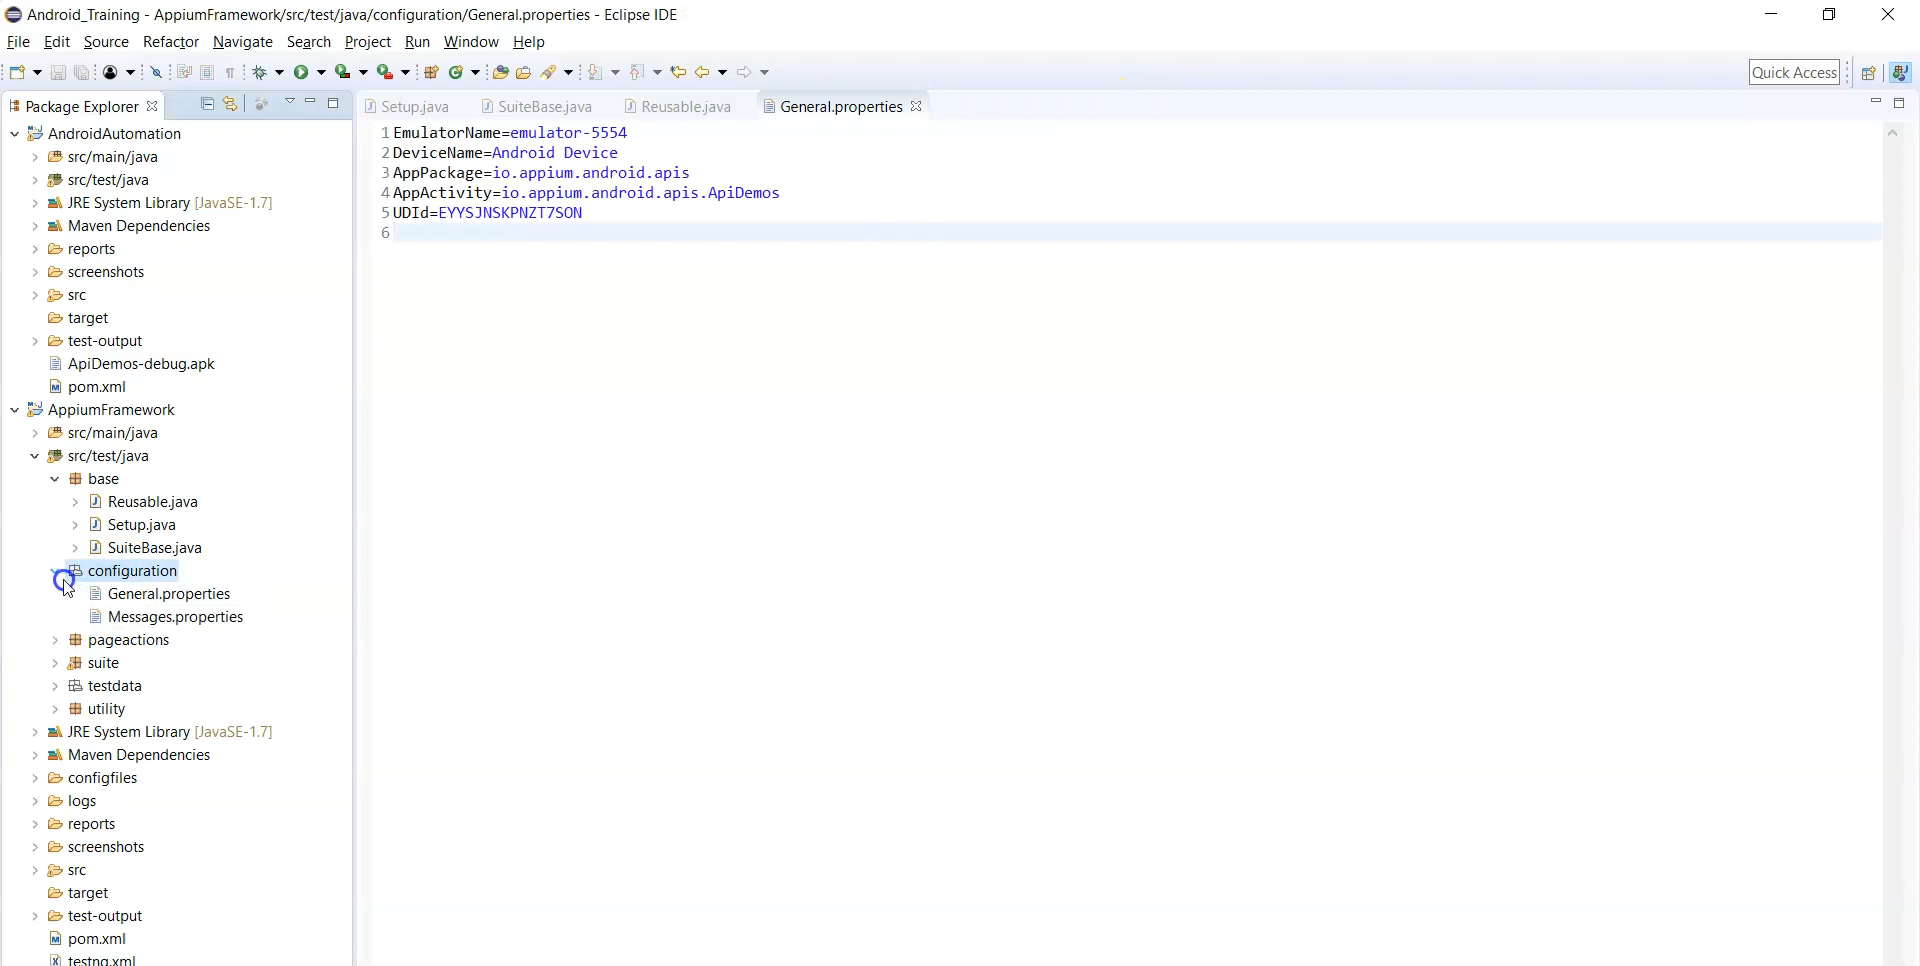 Android_Training - AppiumFramework/src/test/java/configuration/General.properties - Eclipse IDE
File Edit Source Refactor Navigate Search Project Run Window Help
Quick Access
Package Explorer
Setup.java SuiteBase.java Reusable.java General.properties
AndroidAutomation
src/main/java
src/test/java
JRE System Library [JavaSE-1.7]
Maven Dependencies
reports
screenshots
src
target
test-output
ApiDemos-debug.apk
pom.xml
AppiumFramework
src/main/java
src/test/java
base
Reusable.java
Setup.java
SuiteBase.java
configuration
General.properties
Messages.properties
pageactions
suite
testdata
utility
JRE System Library [JavaSE-1.7]
Maven Dependencies
configfiles
logs
reports
screenshots
src
target
test-output
pom.xml
testng.xml
1 EmulatorName=emulator-5554
2 DeviceName=Android Device
3 AppPackage=io.appium.android.apis
4 AppActivity=io.appium.android.apis.ApiDemos
5 UDId=EYYSJNSKPNZT7SON
6